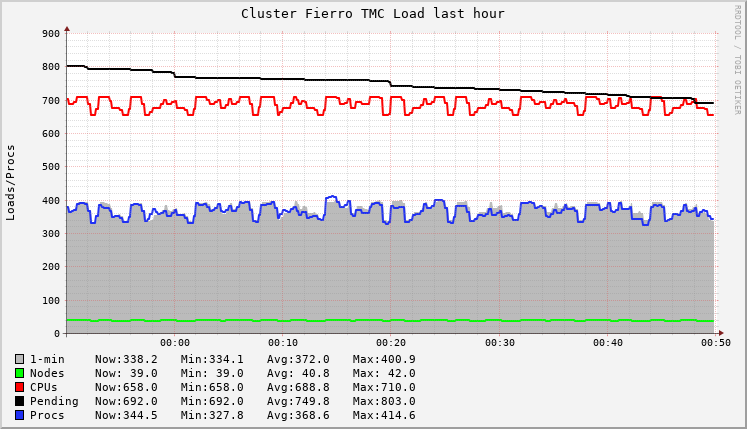 Cluster Fierro TMC Load last hour
RRDTOOL / TOBI OETIKER
Loads/Procs
900
800
700
600
500
400
300
200
100
0
00:00 00:10 00:20 00:30 00:40 00:50
1-min Now:338.2 Min:334.1 Avg:372.0 Max:400.9
Nodes Now: 39.0 Min: 39.0 Avg: 40.8 Max: 42.0
CPUs Now:658.0 Min:658.0 Avg:688.8 Max:710.0
Pending Now:692.0 Min:692.0 Avg:749.8 Max:803.0
Procs Now:344.5 Min:327.8 Avg:368.6 Max:414.6